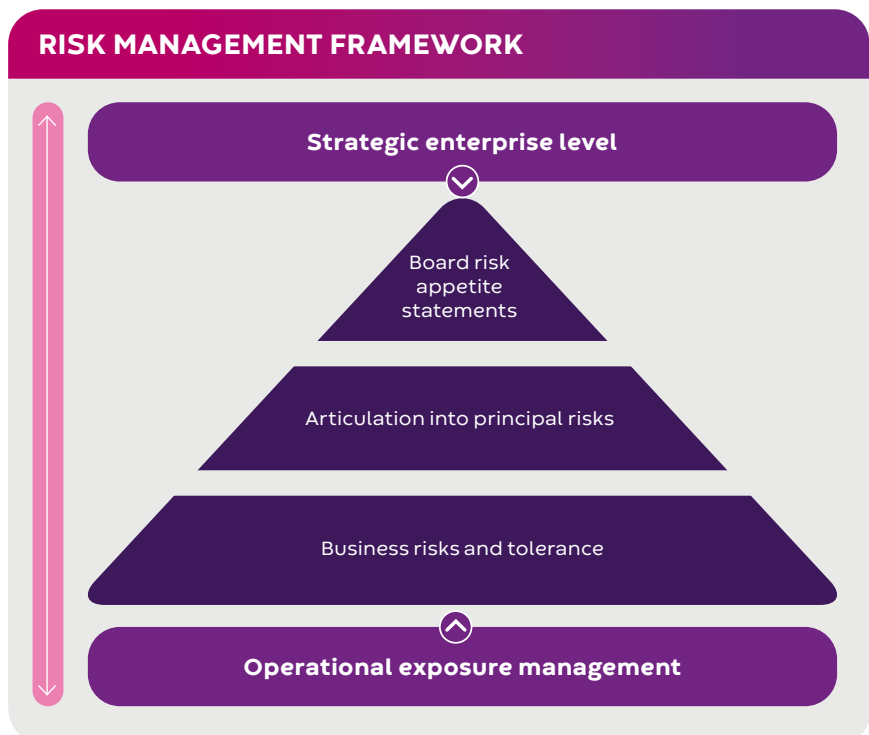 RISK MANAGEMENT FRAMEWORK
Strategic enterprise level
Board risk
appetite
statements
Articulation into principal risks
Business risks and tolerance
Operational exposure management